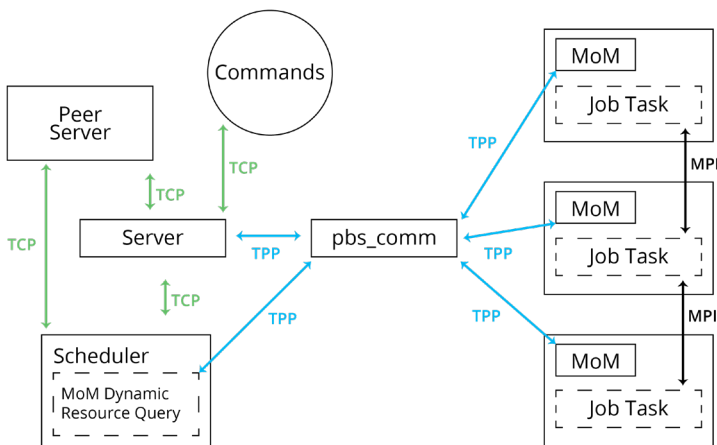 Commands
Peer
Server
TCP
TCP
TCP
Server
TPP
pbs_comm
TCP
TPP
Scheduler
MoM Dynamic
Resource Query
MoM
Job Task
TPP
MPI
MoM
Job Task
TPP
MPI
TPP
MoM
Job Task